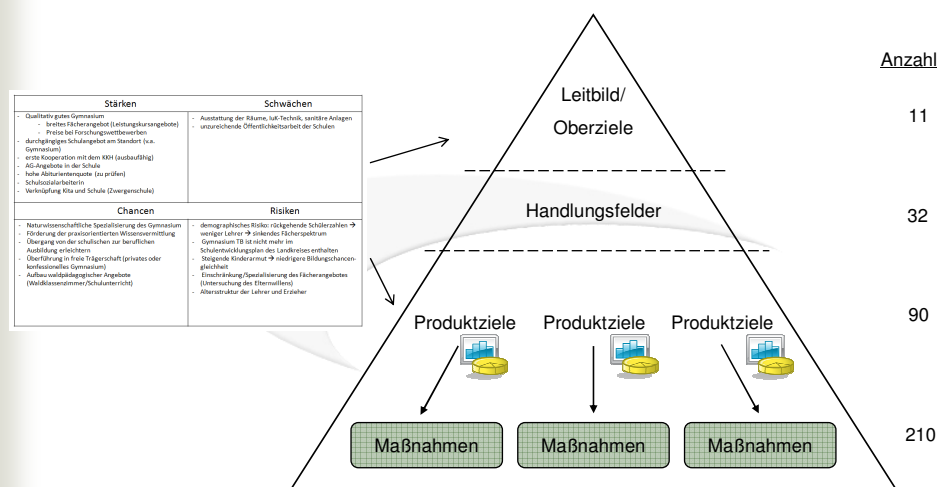 Anzahl
Leitbild/
Oberziele
11
Handlungsfelder
32
Produktziele Produktziele Produktziele
90
Maßnahmen Maßnahmen Maßnahmen
210
Stärken
- Qualitativ gutes Gymnasium
- breites Fächerangebot (Leistungskursangebote)
- Preise bei Forschungswettbewerben
- durchgängiges Schulangebot am Standort (v.a.
Gymnasium)
- erste Kooperation mit dem KKH (ausbaufähig)
- AG-Angebote in der Schule
- hohe Abiturientenquote (zu prüfen)
- Schulsozialarbeiterin
- Verknüpfung Kita und Schule (Zwergenschule)
Schwächen
- Ausstattung der Räume, IuK-Technik, sanitäre Anlagen
- unzureichende Öffentlichkeitsarbeit der Schulen
Chancen
- Naturwissenschaftliche Spezialisierung des Gymnasium
- Förderung der praxisorientierten Wissensvermittlung
- Übergang von der schulischen zur beruflichen
Ausbildung erleichtern
- Überführung in freie Trägerschaft (privates oder
konfessionelles Gymnasium)
- Aufbau waldpädagogischer Angebote
(Waldklassenzimmer/Schulunterricht)
Risiken
- demographisches Risiko: rückgehende Schülerzahlen →
weniger Lehrer → sinkendes Fächerspektrum
- Gymnasium TB ist nicht mehr im
Schulentwicklungsplan des Landkreises enthalten
- Steigende Kinderarmut → niedrigere Bildungschancen-
gleichheit
- Einschränkung/Spezialisierung des Fächerangebotes
(Untersuchung des Elternwillens)
- Altersstruktur der Lehrer und Erzieher